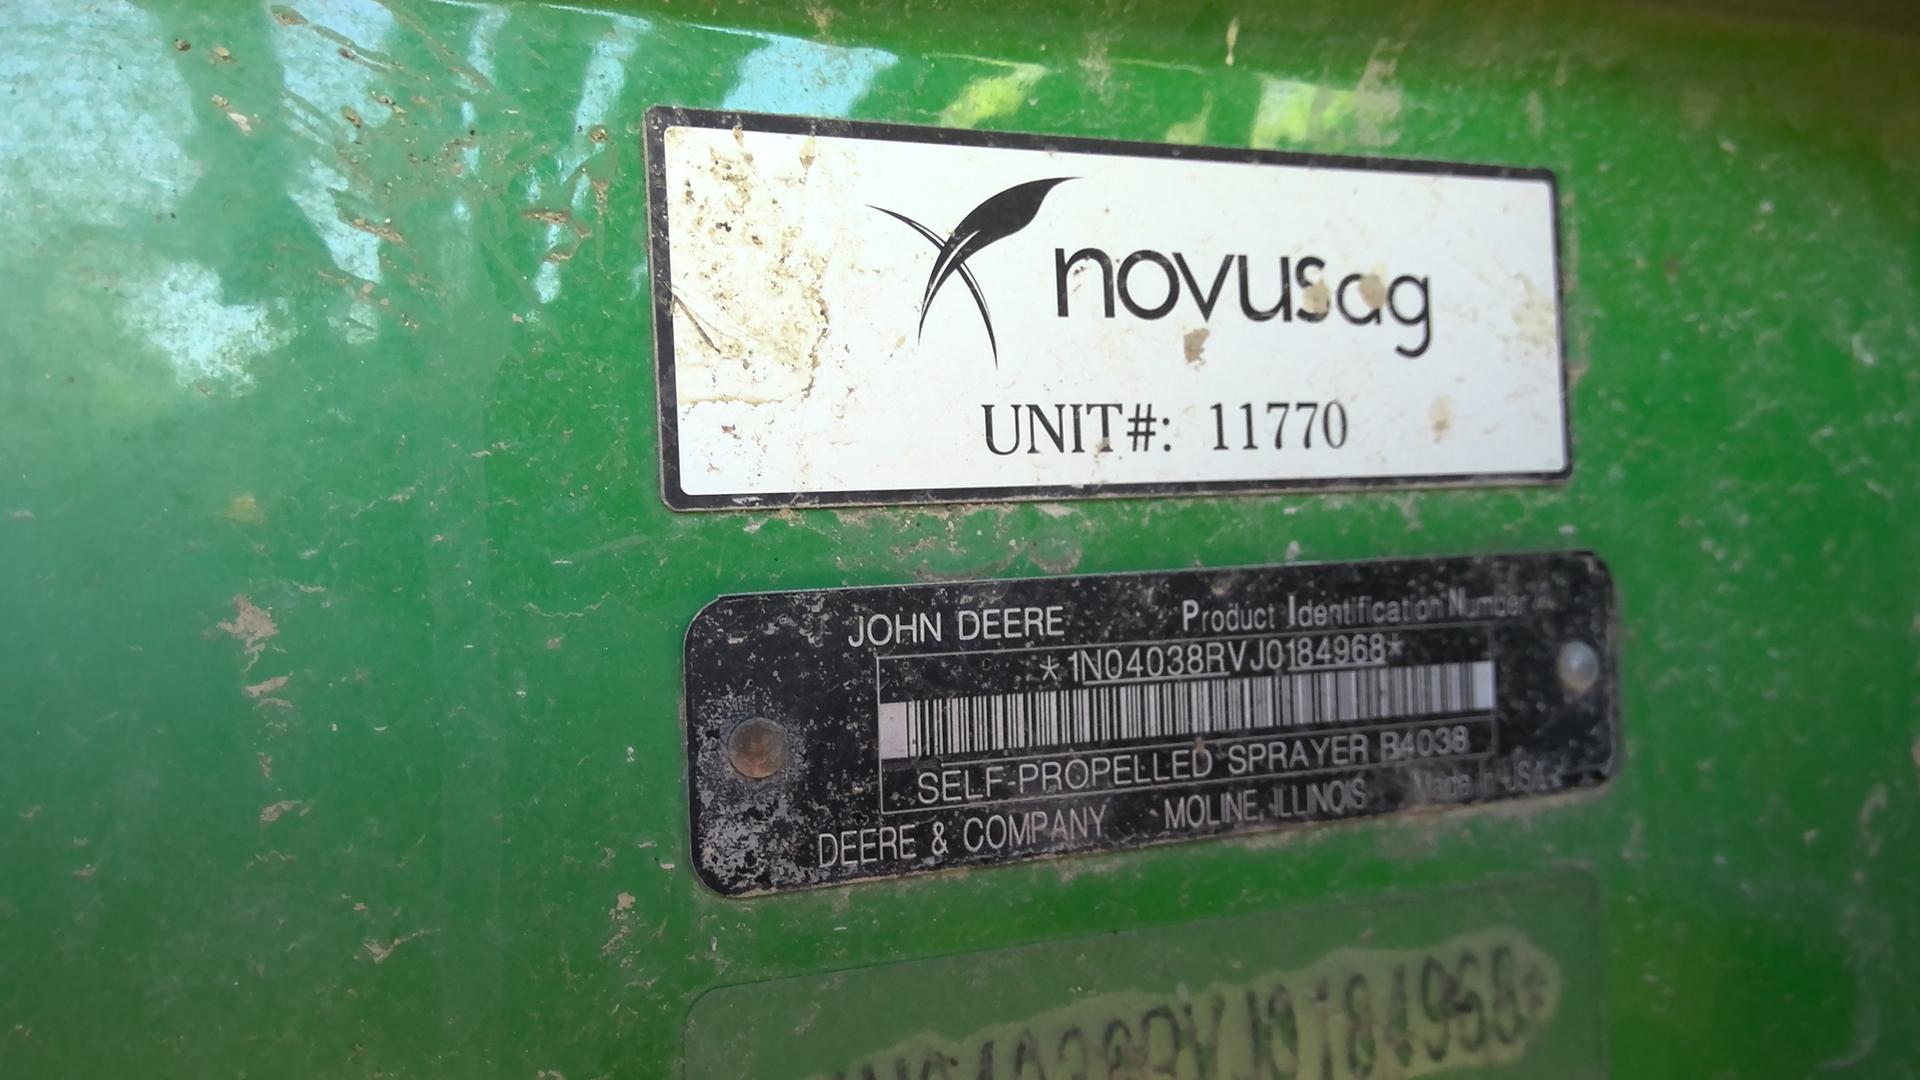 novusag
UNIT#: 11770
JOHN DEERE Product Identification Number
*1N04038RVJ0184968*
SELF-PROPELLED SPRAYER R4038
DEERE & COMPANY MOLINE, ILLINOIS Made in USA
1N04038RVJ0184968*